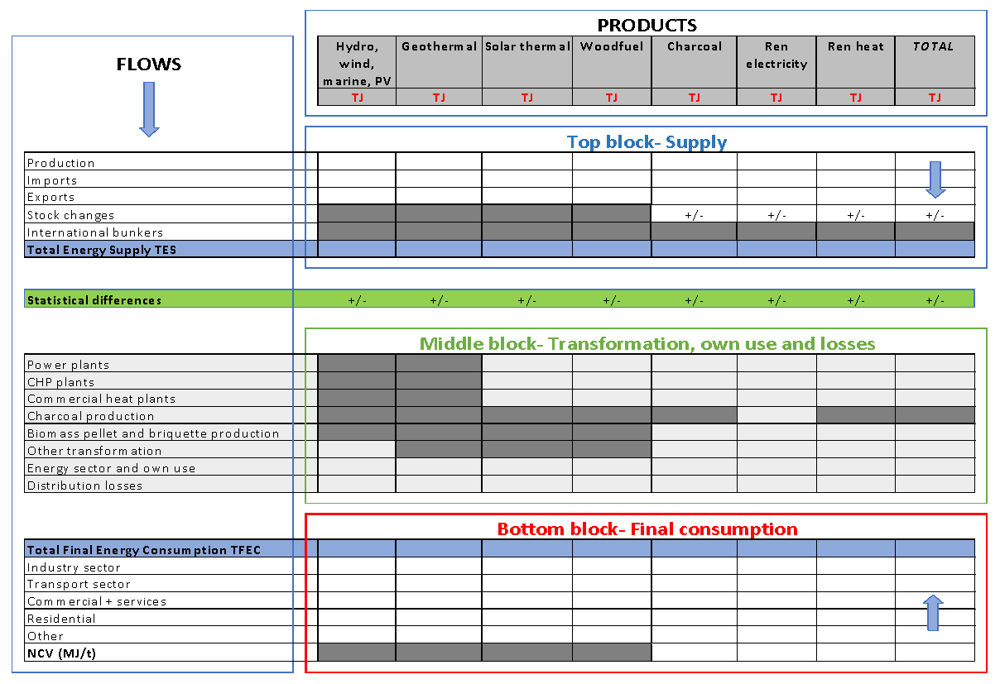 PRODUCTS
FLOWS
Hydro, wind, marine, PV Geothermal Solar thermal Woodfuel Charcoal Ren electricity Ren heat TOTAL
TJ TJ TJ TJ TJ TJ TJ TJ
Top block- Supply
Production
Imports
Exports
Stock changes +/- +/- +/- +/-
International bunkers
Total Energy Supply TES
Statistical differences +/- +/- +/- +/- +/- +/- +/- +/-
Middle block- Transformation, own use and losses
Power plants
CHP plants
Commercial heat plants
Charcoal production
Biomass pellet and briquette production
Other transformation
Energy sector and own use
Distribution losses
Bottom block- Final consumption
Total Final Energy Consumption TFEC
Industry sector
Transport sector
Commercial + services
Residential
Other
NCV (MJ/t)